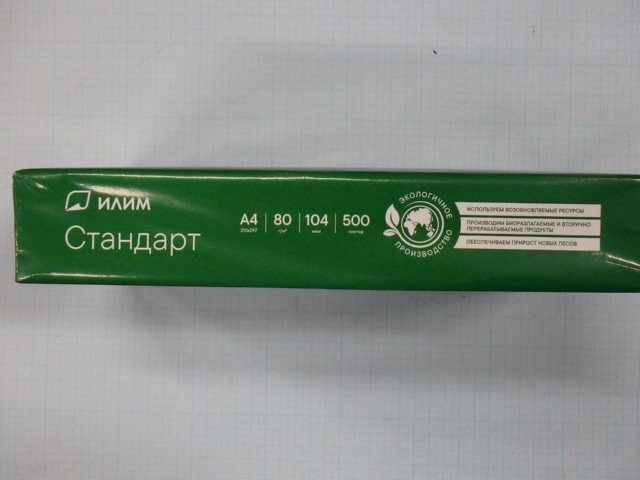 ИЛИМ
Стандарт
А4
210x297
80
г/м²
104
мкм
500
листов
ЭКОЛОГИЧНОЕ
ПРОИЗВОДСТВО
ИСПОЛЬЗУЕМ ВОЗОБНОВЛЯЕМЫЕ РЕСУРСЫ
ПРОИЗВОДИМ БИОРАЗЛАГАЕМЫЕ И ВТОРИЧНО
ПЕРЕРАБАТЫВАЕМЫЕ ПРОДУКТЫ
ОБЕСПЕЧИВАЕМ ПРИРОСТ НОВЫХ ЛЕСОВ